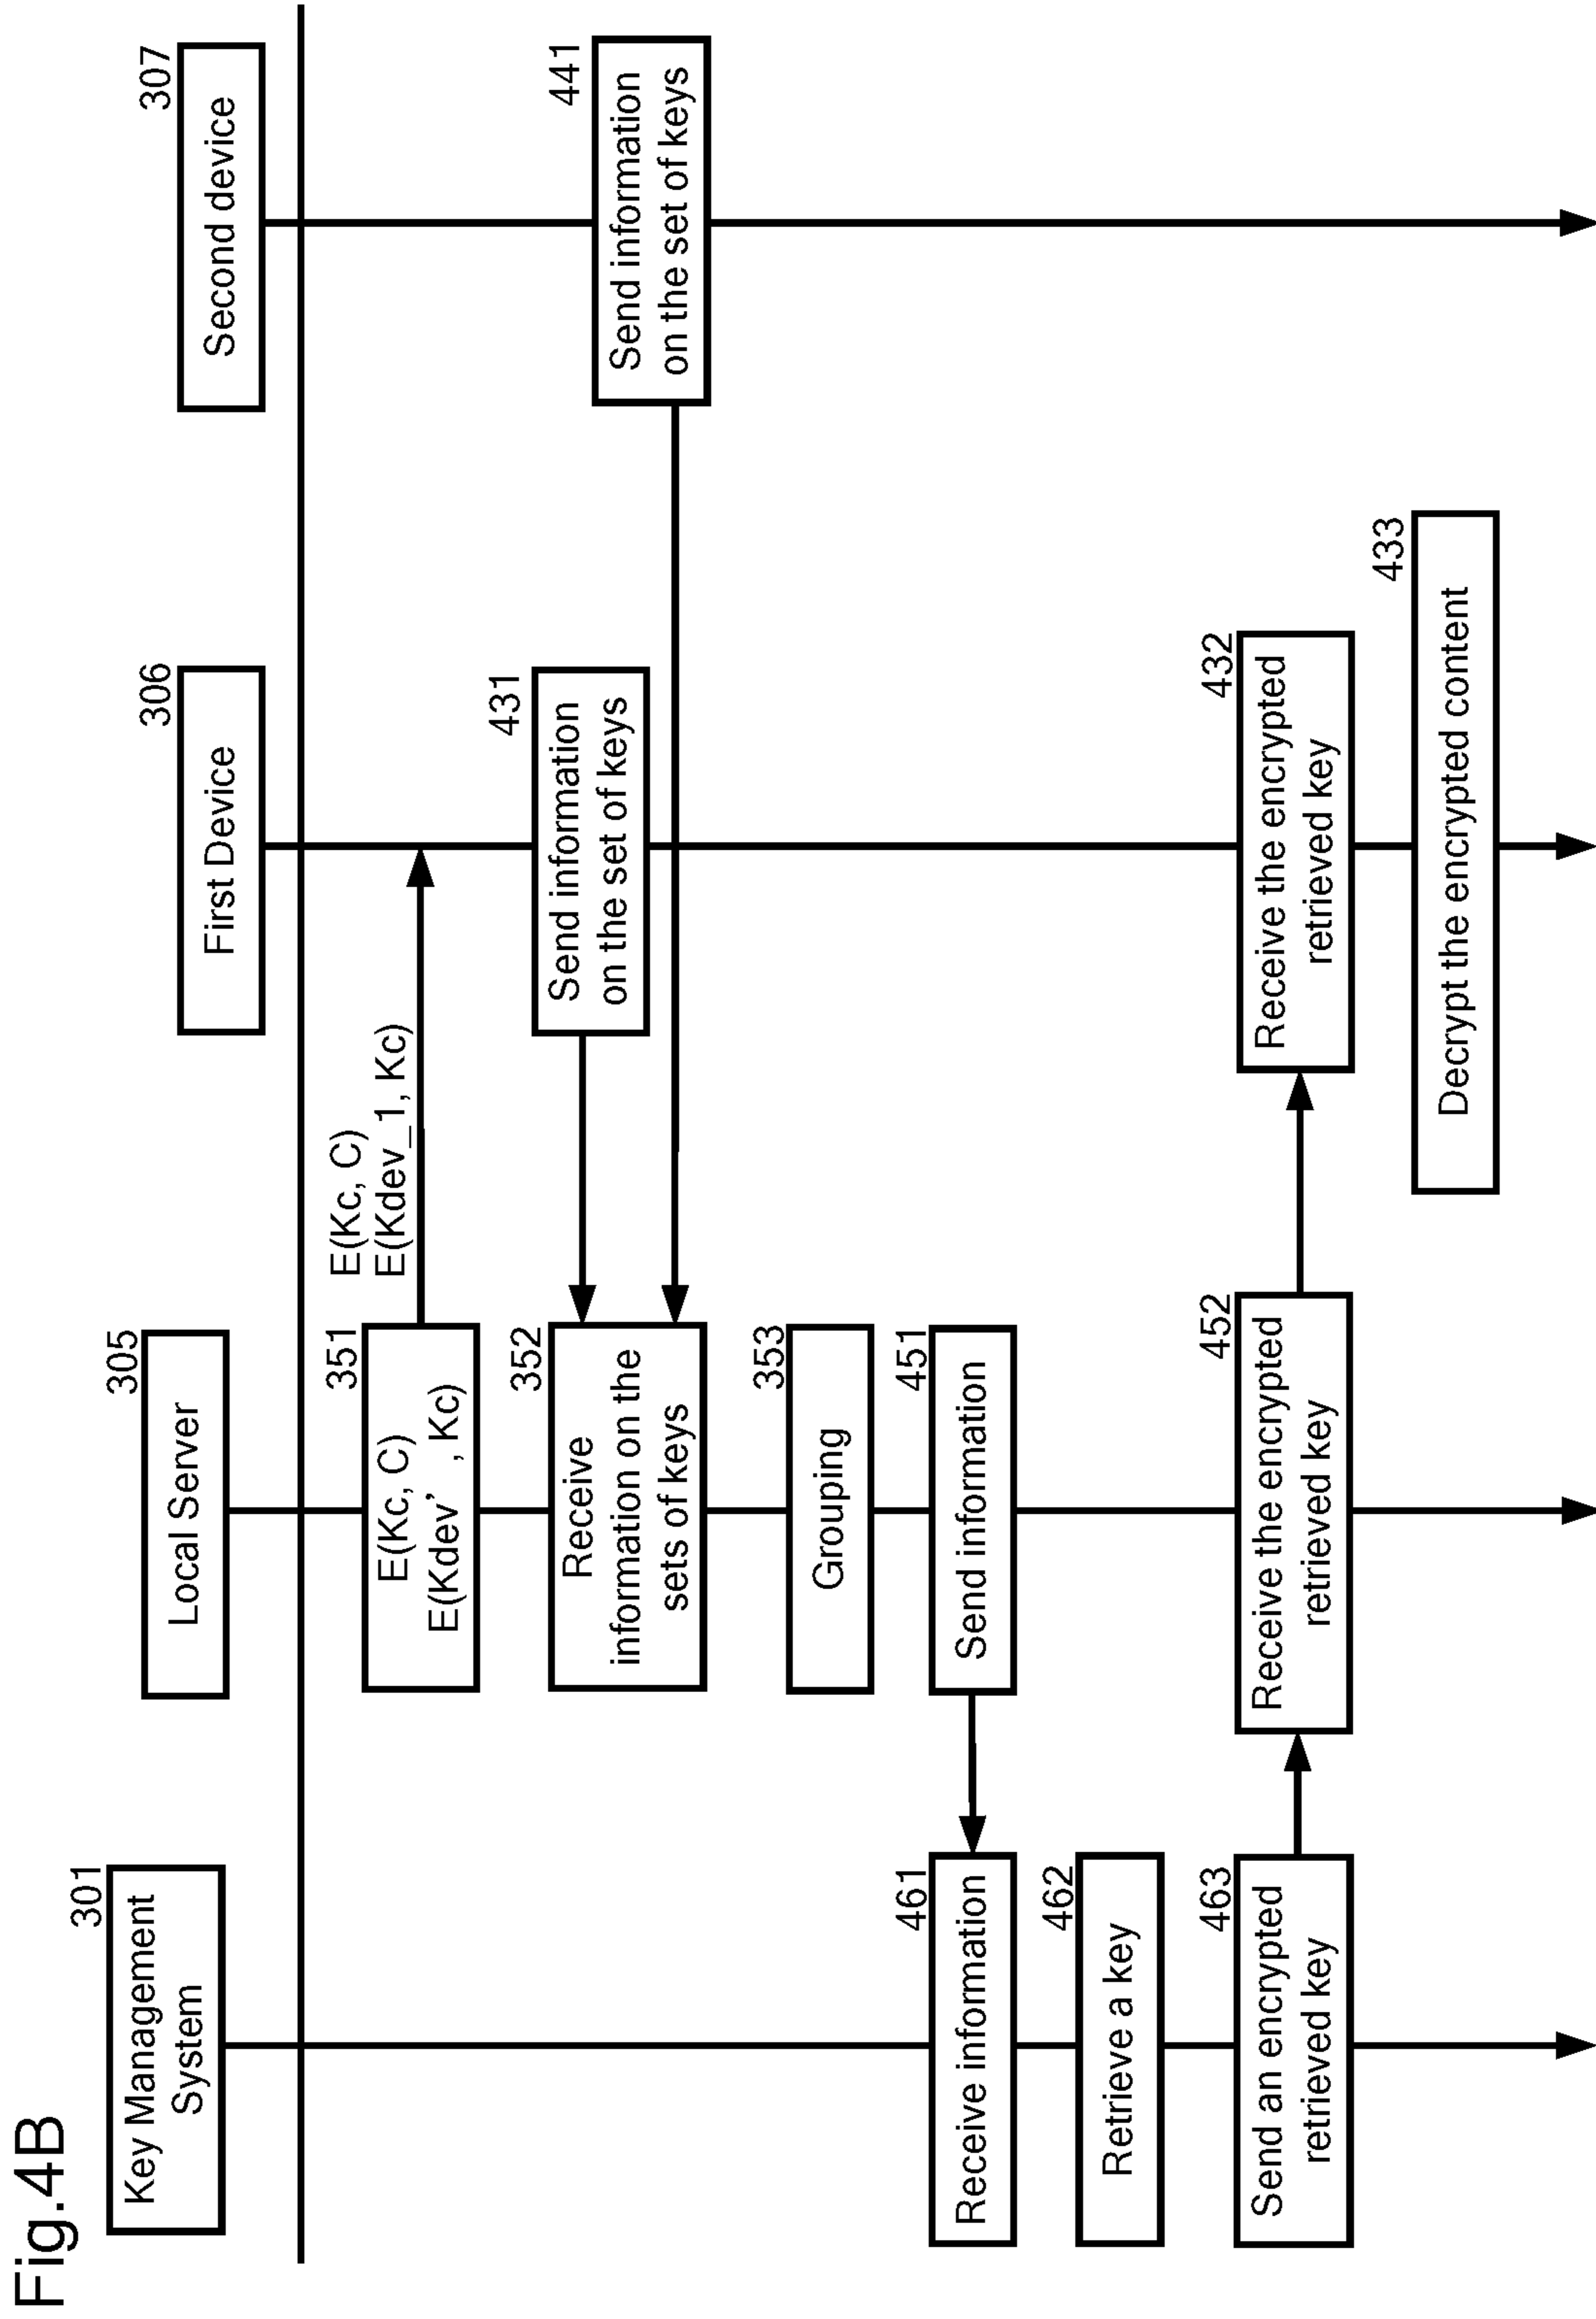 Fig.4B
301
Key Management
System
305
Local Server
306
First Device
307
Second device
351
E(Kc, C)
E(Kdev’ , Kc)
E(Kc, C)
E(Kdev_1, Kc)
352
Receive
information on the
sets of keys
431
Send information
on the set of keys
441
Send information
on the set of keys
353
Grouping
461
Receive information
451
Send information
462
Retrieve a key
463
Send an encrypted
retrieved key
452
Receive the encrypted
retrieved key
432
Receive the encrypted
retrieved key
433
Decrypt the encrypted content